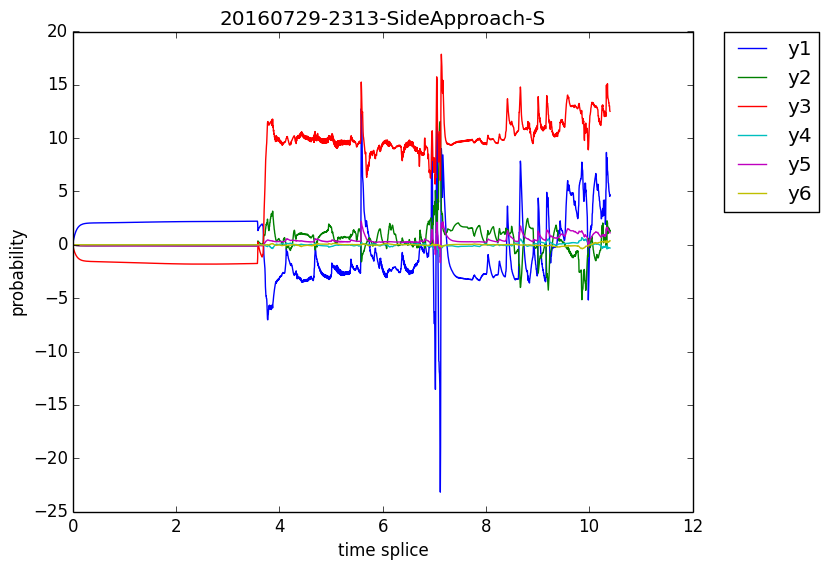 20160729-2313-SideApproach-S
20
15
10
5
0
−5
−10
−15
−20
−25
probability
0 2 4 6 8 10 12
time splice
y1
y2
y3
y4
y5
y6